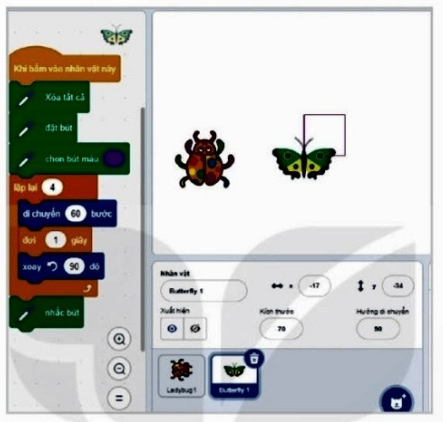 Khi bấm vào nhân vật này
Xóa tất cả
đặt bút
chọn bút màu
lặp lại 4
di chuyển 60 bước
đợi 1 giây
xoay 90 độ
nhấc bút
Nhân vật
Butterfly 1
x -17
y -34
Xuất hiện
Kích thước
70
Hướng di chuyển
90
Ladybug1
Butterfly 1